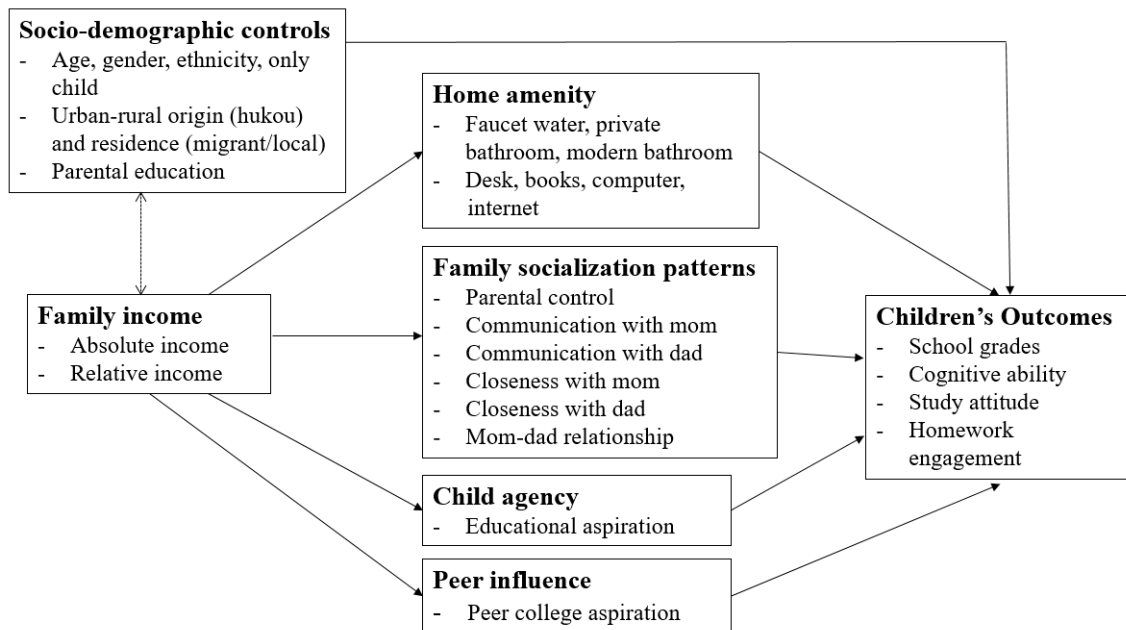 Socio-demographic controls
- Age, gender, ethnicity, only
child
- Urban-rural origin (hukou)
and residence (migrant/local)
- Parental education
Home amenity
- Faucet water, private
bathroom, modern bathroom
- Desk, books, computer,
internet
Family income
- Absolute income
- Relative income
Family socialization patterns
- Parental control
- Communication with mom
- Communication with dad
- Closeness with mom
- Closeness with dad
- Mom-dad relationship
Children’s Outcomes
- School grades
- Cognitive ability
- Study attitude
- Homework
engagement
Child agency
- Educational aspiration
Peer influence
- Peer college aspiration